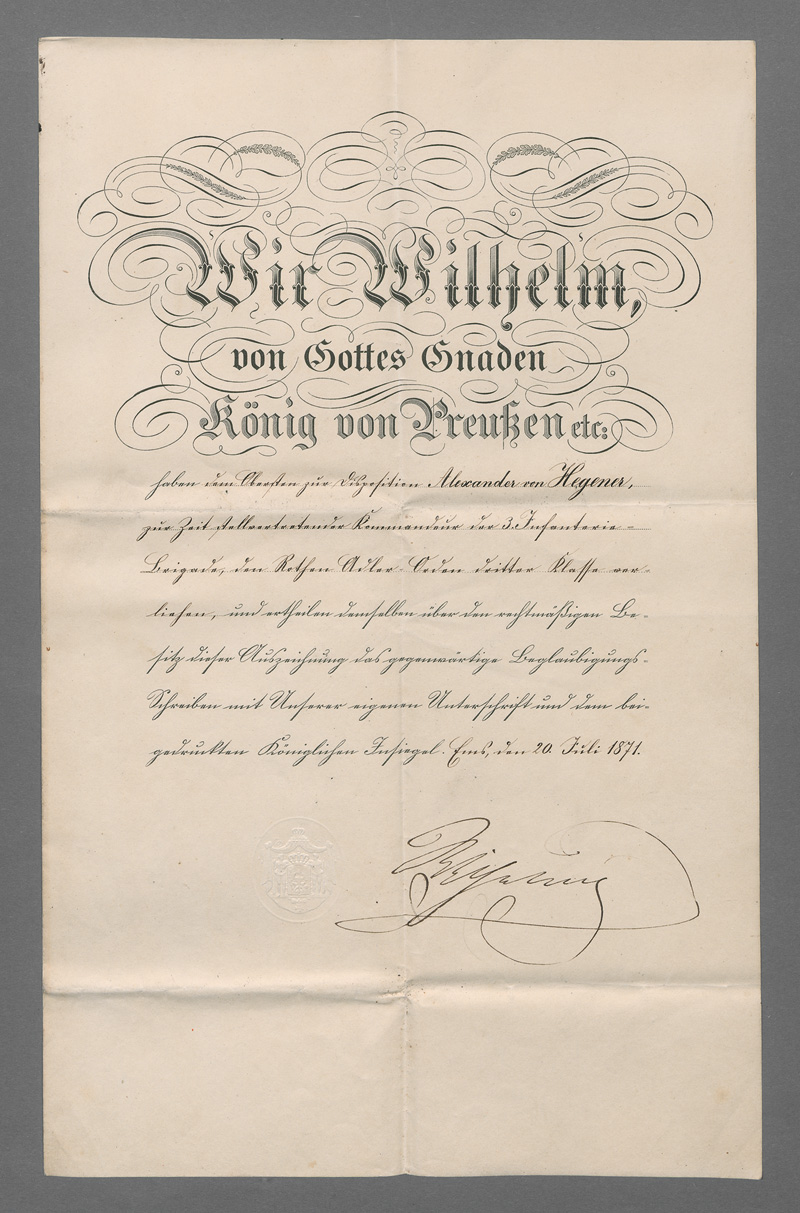 Wir Wilhelm,
von Gottes Gnaden
König von Preußen etc:
haben dem Obersten zur Disposition Alexander von Hegener,
zur Zeit stellvertretender Kommandeur der 3. Infanterie-
Brigade, den Rothen Adler-Orden dritter Klasse ver-
liehen, und ertheilen demselben über den rechtmäßigen Be-
sitz dieser Auszeichnung das gegenwärtige Beglaubigungs-
Schreiben mit Unserer eigenen Unterschrift und dem bei-
gedruckten Königlichen Insiegel. Ems, den 20. Juli 1871.
Wilhelm